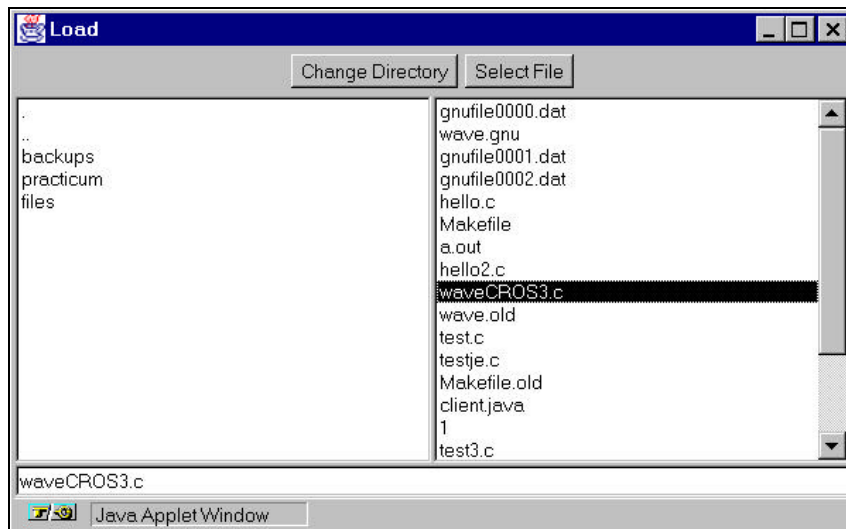 Load
Change Directory
Select File
.
..
backups
practicum
files
gnufile0000.dat
wave.gnu
gnufile0001.dat
gnufile0002.dat
hello.c
Makefile
a.out
hello2.c
waveCROS3.c
wave.old
test.c
testje.c
Makefile.old
client.java
1
test3.c
waveCROS3.c
Java Applet Window